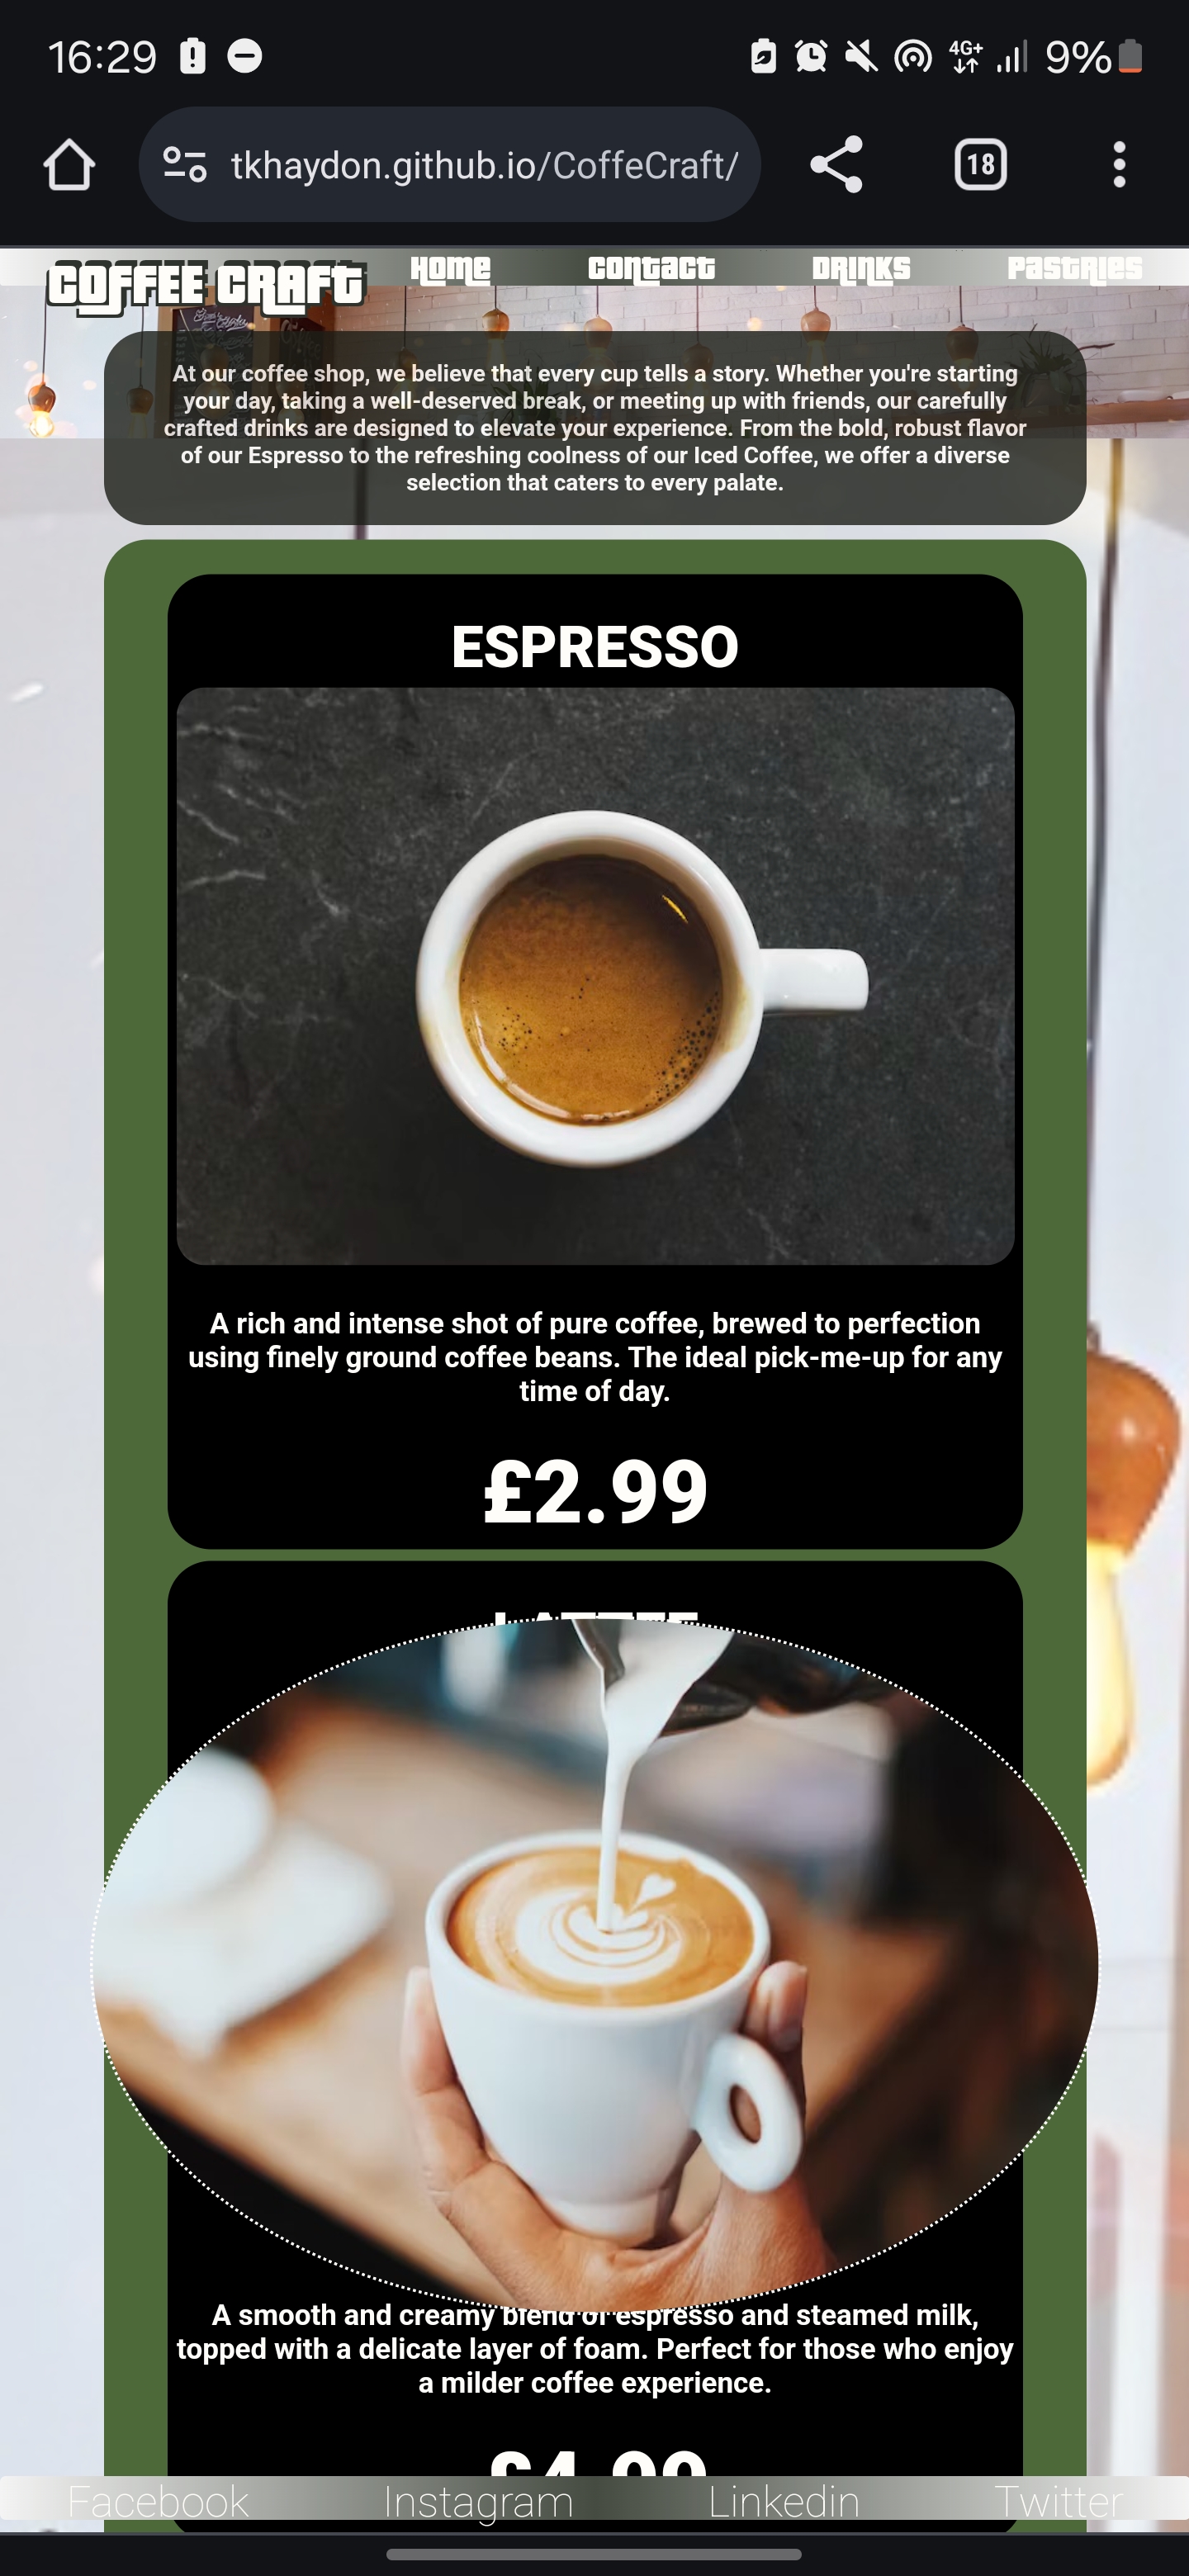 16:29
4G+
9%
tkhaydon.github.io/CoffeCraft/
18
COFFEE CRAFT
Home
Contact
Drinks
Pastries
At our coffee shop, we believe that every cup tells a story. Whether you're starting
your day, taking a well-deserved break, or meeting up with friends, our carefully
crafted drinks are designed to elevate your experience. From the bold, robust flavor
of our Espresso to the refreshing coolness of our Iced Coffee, we offer a diverse
selection that caters to every palate.
ESPRESSO
A rich and intense shot of pure coffee, brewed to perfection
using finely ground coffee beans. The ideal pick-me-up for any
time of day.
£2.99
A smooth and creamy blend of espresso and steamed milk,
topped with a delicate layer of foam. Perfect for those who enjoy
a milder coffee experience.
Facebook
Instagram
Linkedin
Twitter